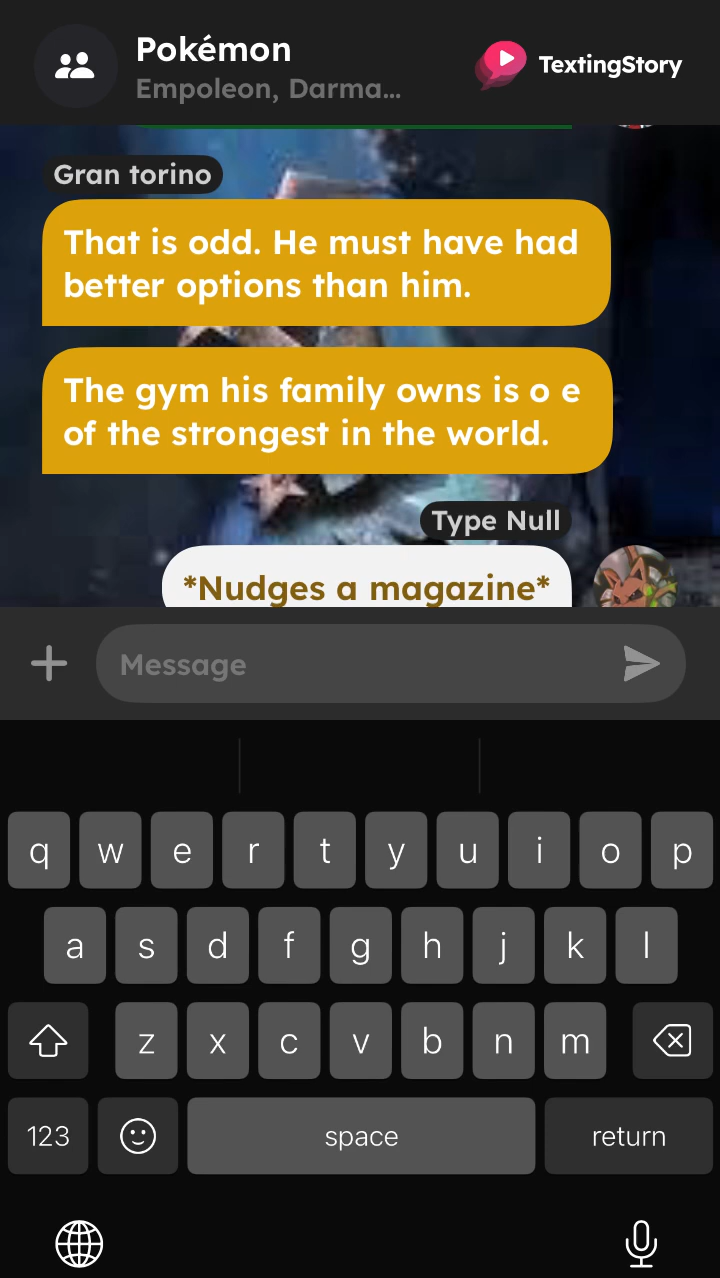 Pokémon
Empoleon, Darma...
TextingStory
Gran torino
That is odd. He must have had
better options than him.
The gym his family owns is o e
of the strongest in the world.
Type Null
*Nudges a magazine*
Message
q w e r t y u i o p
a s d f g h j k l
z x c v b n m
123 space return